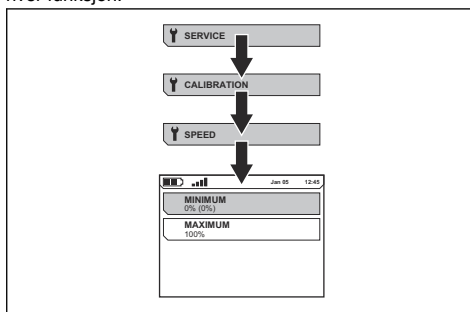 SERVICE
CALIBRATION
SPEED
Jan 05 12:45
MINIMUM
0% (0%)
MAXIMUM
100%